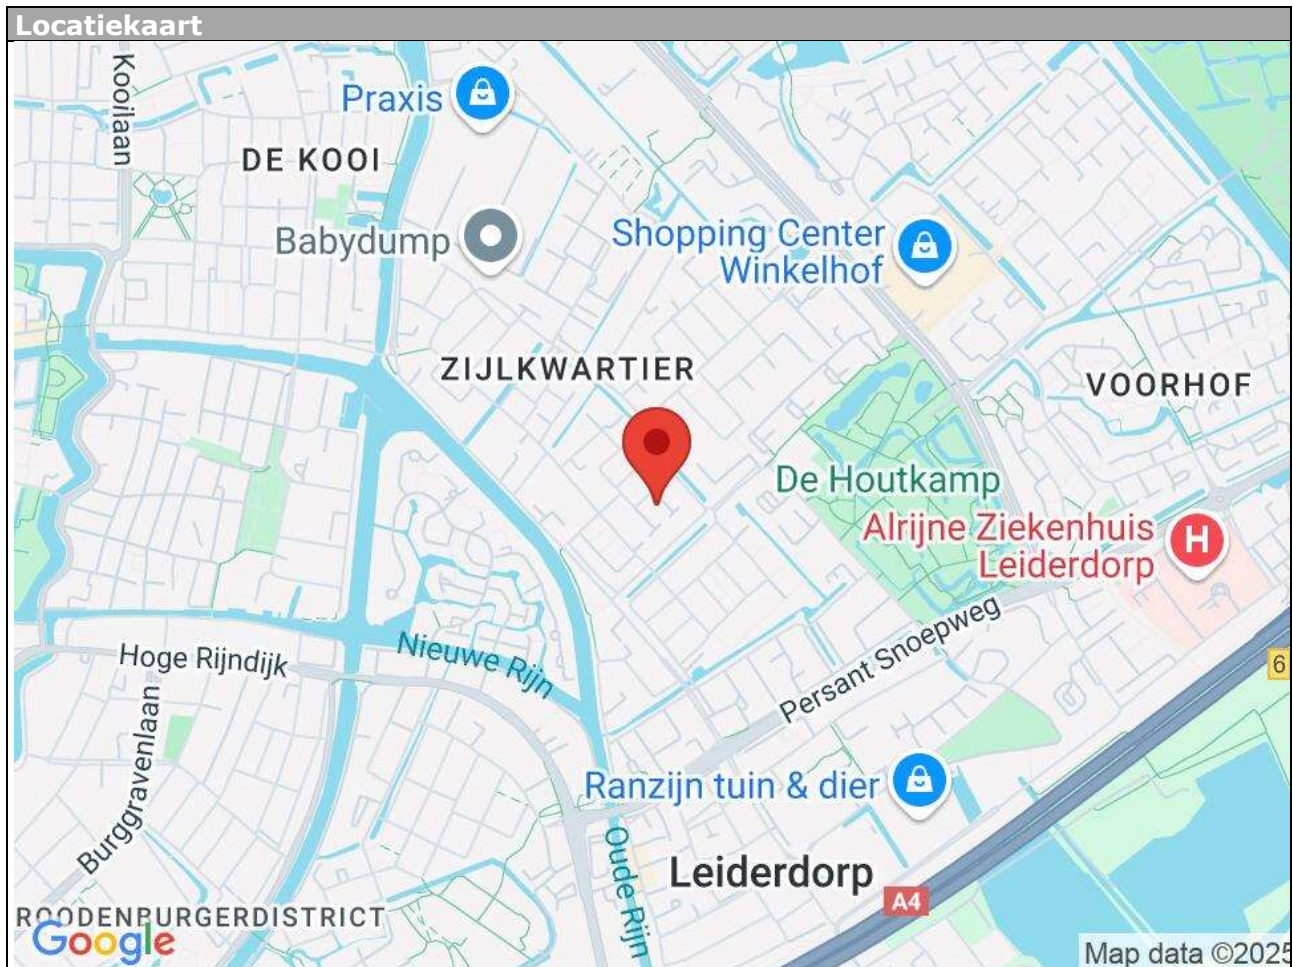 Locatiekaart
Kooilaan
Praxis
DE KOOI
Babydump
Shopping Center
Winkelhof
ZIJLKWARTIER
VOORHOF
De Houtkamp
Alrijne Ziekenhuis
Leiderdorp
H
Persant Snoepweg
Hoge Rijndijk
Nieuwe Rijn
6
Burggravenlaan
Ranzijn tuin & dier
Oude Rijn
Leiderdorp
A4
ROODENBURGERDISTRICT
Google
Map data ©2025